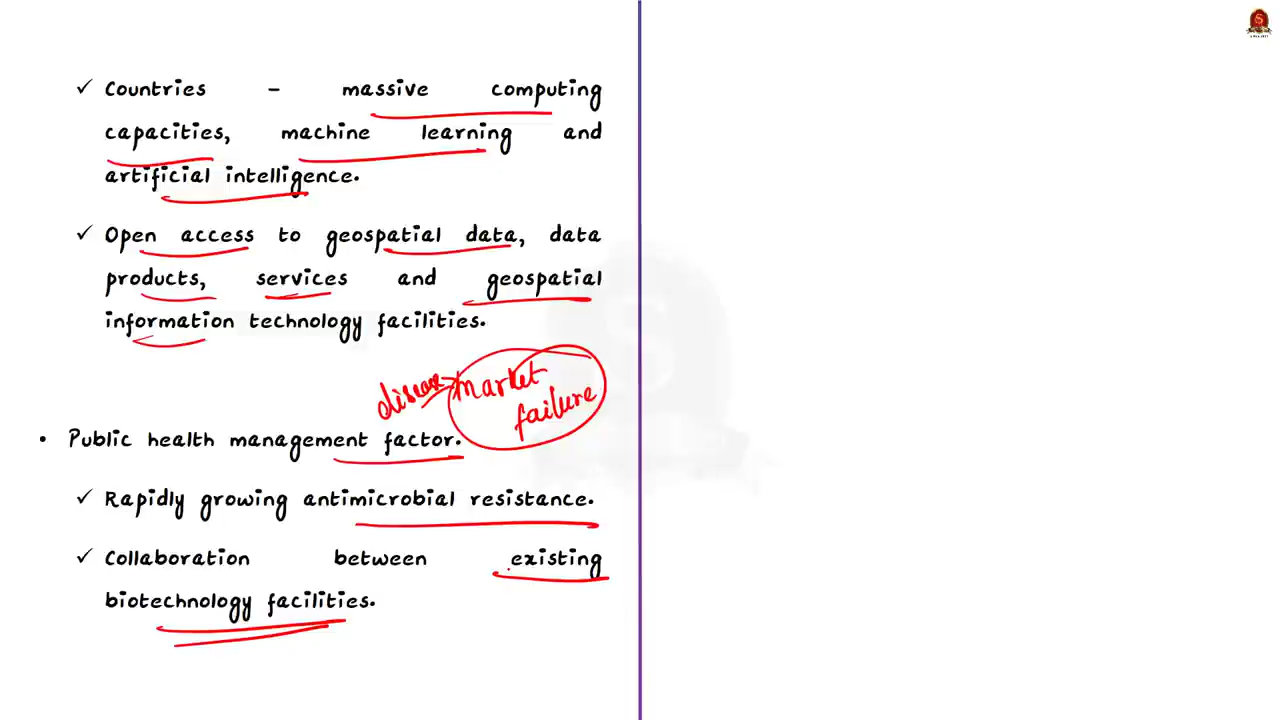 ✓ Countries - massive computing
capacities, machine learning and
artificial intelligence.
✓ Open access to geospatial data, data
products, services and geospatial
information technology facilities.
disease market
failure
• Public health management factor.
✓ Rapidly growing antimicrobial resistance.
✓ Collaboration between existing
biotechnology facilities.